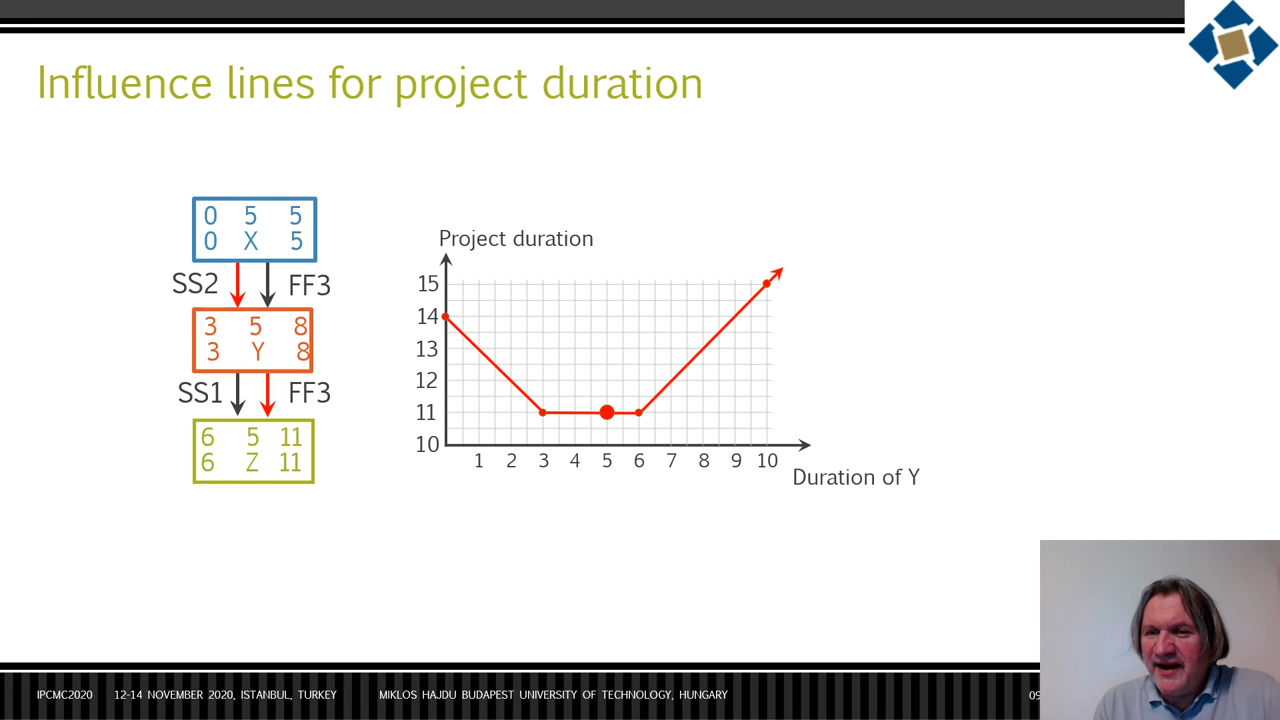 Influence lines for project duration
0 5 5
0 X 5
SS2 FF3
3 5 8
3 Y 8
SS1 FF3
6 5 11
6 Z 11
Project duration
15
14
13
12
11
10
1 2 3 4 5 6 7 8 9 10
Duration of Y
IPCMC2020 12-14 NOVEMBER 2020, ISTANBUL, TURKEY MIKLOS HAJDU BUDAPEST UNIVERSITY OF TECHNOLOGY, HUNGARY